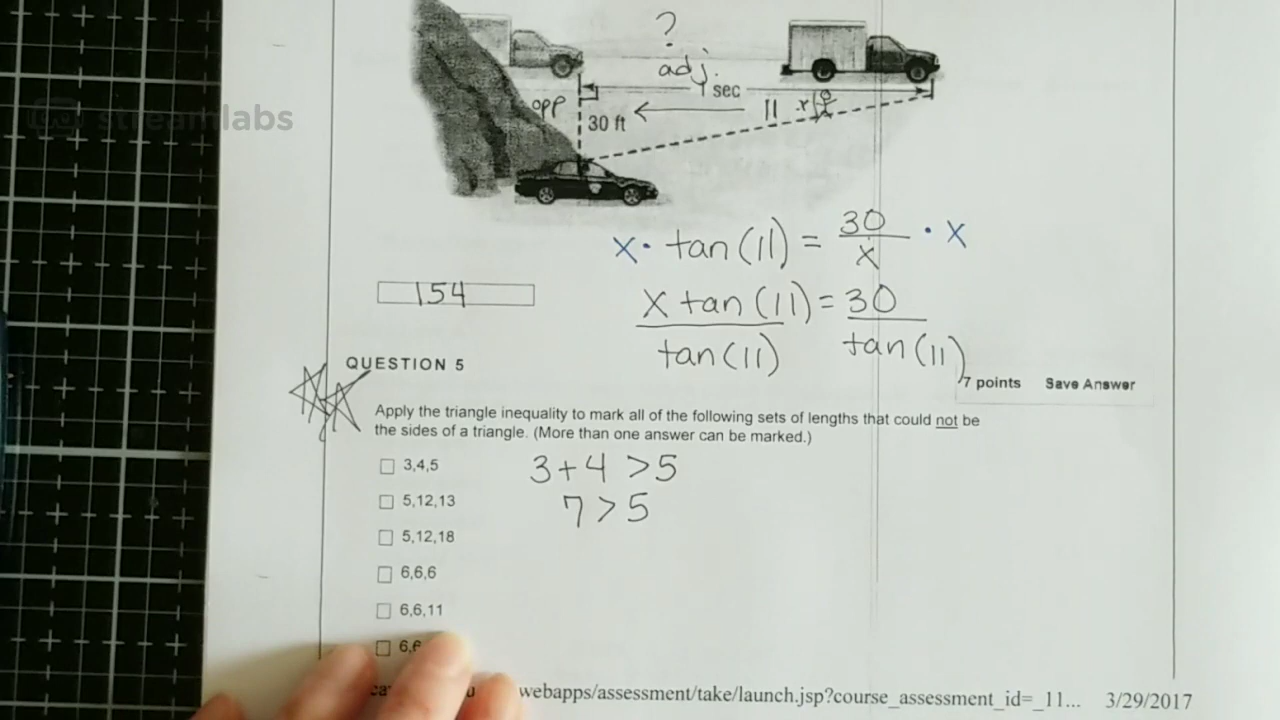 ?
adj.
sec
opp
30 ft
11
x
streamlabs
x · tan(11) = 30/x · x
154
x tan(11) = 30
tan(11) tan(11)
QUESTION 5
7 points Save Answer
Apply the triangle inequality to mark all of the following sets of lengths that could not be
the sides of a triangle. (More than one answer can be marked.)
3,4,5 3+4 >5
5,12,13 7>5
5,12,18
6,6,6
6,6,11
webapps/assessment/take/launch.jsp?course_assessment_id=_11... 3/29/2017